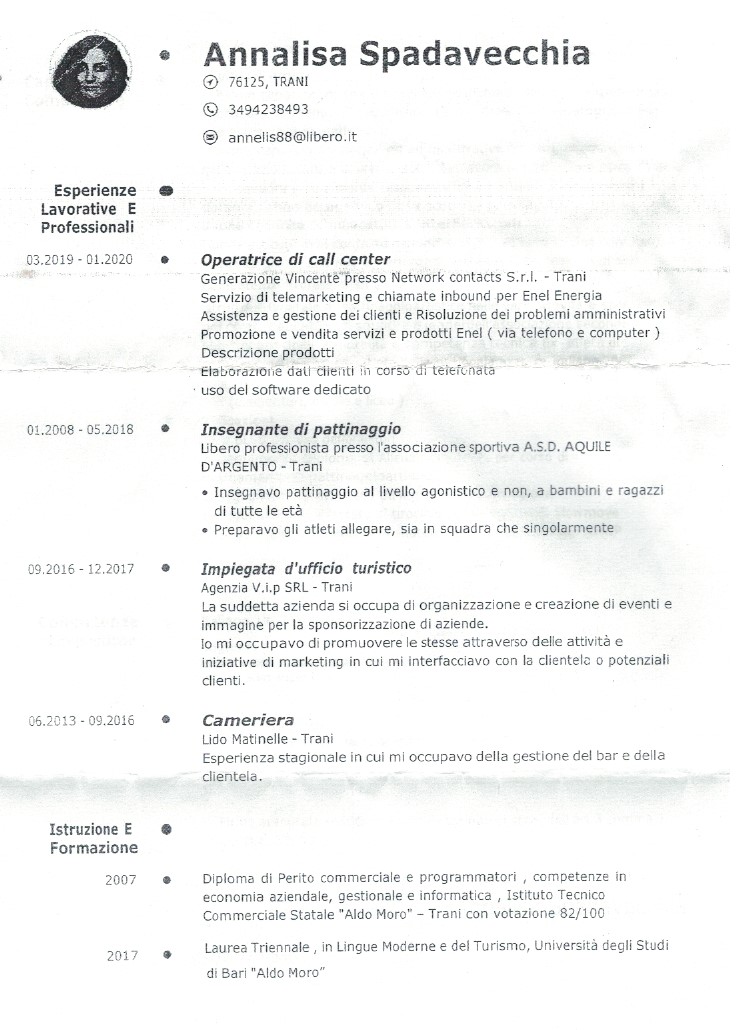 Annalisa Spadavecchia
76125, TRANI
3494238493
annelis88@libero.it
Esperienze
Lavorative E
Professionali
03.2019 - 01.2020
Operatrice di call center
Generazione Vincente presso Network contacts S.r.l. - Trani
Servizio di telemarketing e chiamate inbound per Enel Energia
Assistenza e gestione dei clienti e Risoluzione dei problemi amministrativi
Promozione e vendita servizi e prodotti Enel ( via telefono e computer )
Descrizione prodotti
Elaborazione dati clienti in corso di telefonata
uso del software dedicato
01.2008 - 05.2018
Insegnante di pattinaggio
Libero professionista presso l'associazione sportiva A.S.D. AQUILE
D'ARGENTO - Trani
• Insegnavo pattinaggio al livello agonistico e non, a bambini e ragazzi
di tutte le età
• Preparavo gli atleti allegare, sia in squadra che singolarmente
09.2016 - 12.2017
Impiegata d'ufficio turistico
Agenzia V.i.p SRL - Trani
La suddetta azienda si occupa di organizzazione e creazione di eventi e
immagine per la sponsorizzazione di aziende.
Io mi occupavo di promuovere le stesse attraverso delle attività e
iniziative di marketing in cui mi interfacciavo con la clientela o potenziali
clienti.
06.2013 - 09.2016
Cameriera
Lido Matinelle - Trani
Esperienza stagionale in cui mi occupavo della gestione del bar e della
clientela.
Istruzione E
Formazione
2007
Diploma di Perito commerciale e programmatori , competenze in
economia aziendale, gestionale e informatica , Istituto Tecnico
Commerciale Statale "Aldo Moro" – Trani con votazione 82/100
2017
Laurea Triennale , in Lingue Moderne e del Turismo, Università degli Studi
di Bari "Aldo Moro"